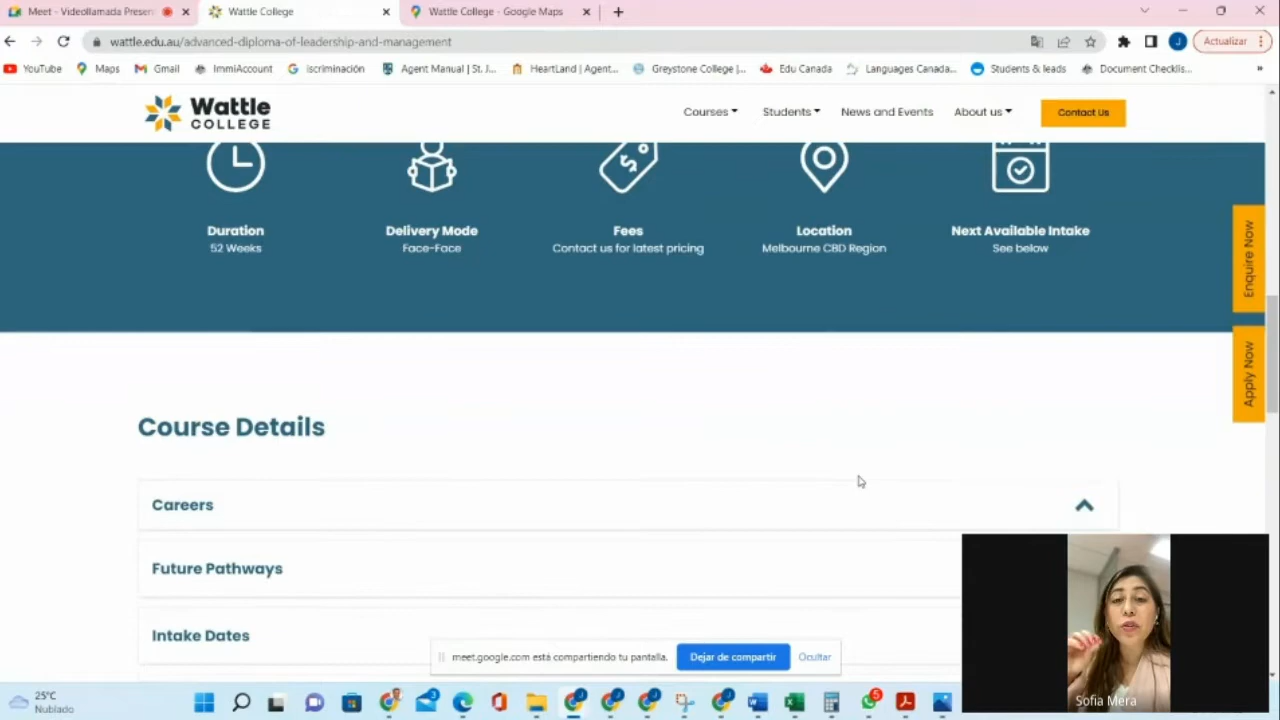 Meet - Videollamada Presen
Wattle College
Wattle College - Google Maps
wattle.edu.au/advanced-diploma-of-leadership-and-management
J
Actualizar
YouTube
Maps
Gmail
ImmiAccount
iscriminación
Agent Manual | St. J...
HeartLand | Agent...
Greystone College |...
Edu Canada
Languages Canada...
Students & leads
Document Checklis...
»
Wattle
COLLEGE
Courses
Students
News and Events
About us
Contact Us
Duration
52 Weeks
Delivery Mode
Face-Face
Fees
Contact us for latest pricing
Location
Melbourne CBD Region
Next Available Intake
See below
Enquire Now
Apply Now
Course Details
Careers
Future Pathways
Intake Dates
meet.google.com está compartiendo tu pantalla.
Dejar de compartir
Ocultar
Sofia Mera
25°C
Nublado
5